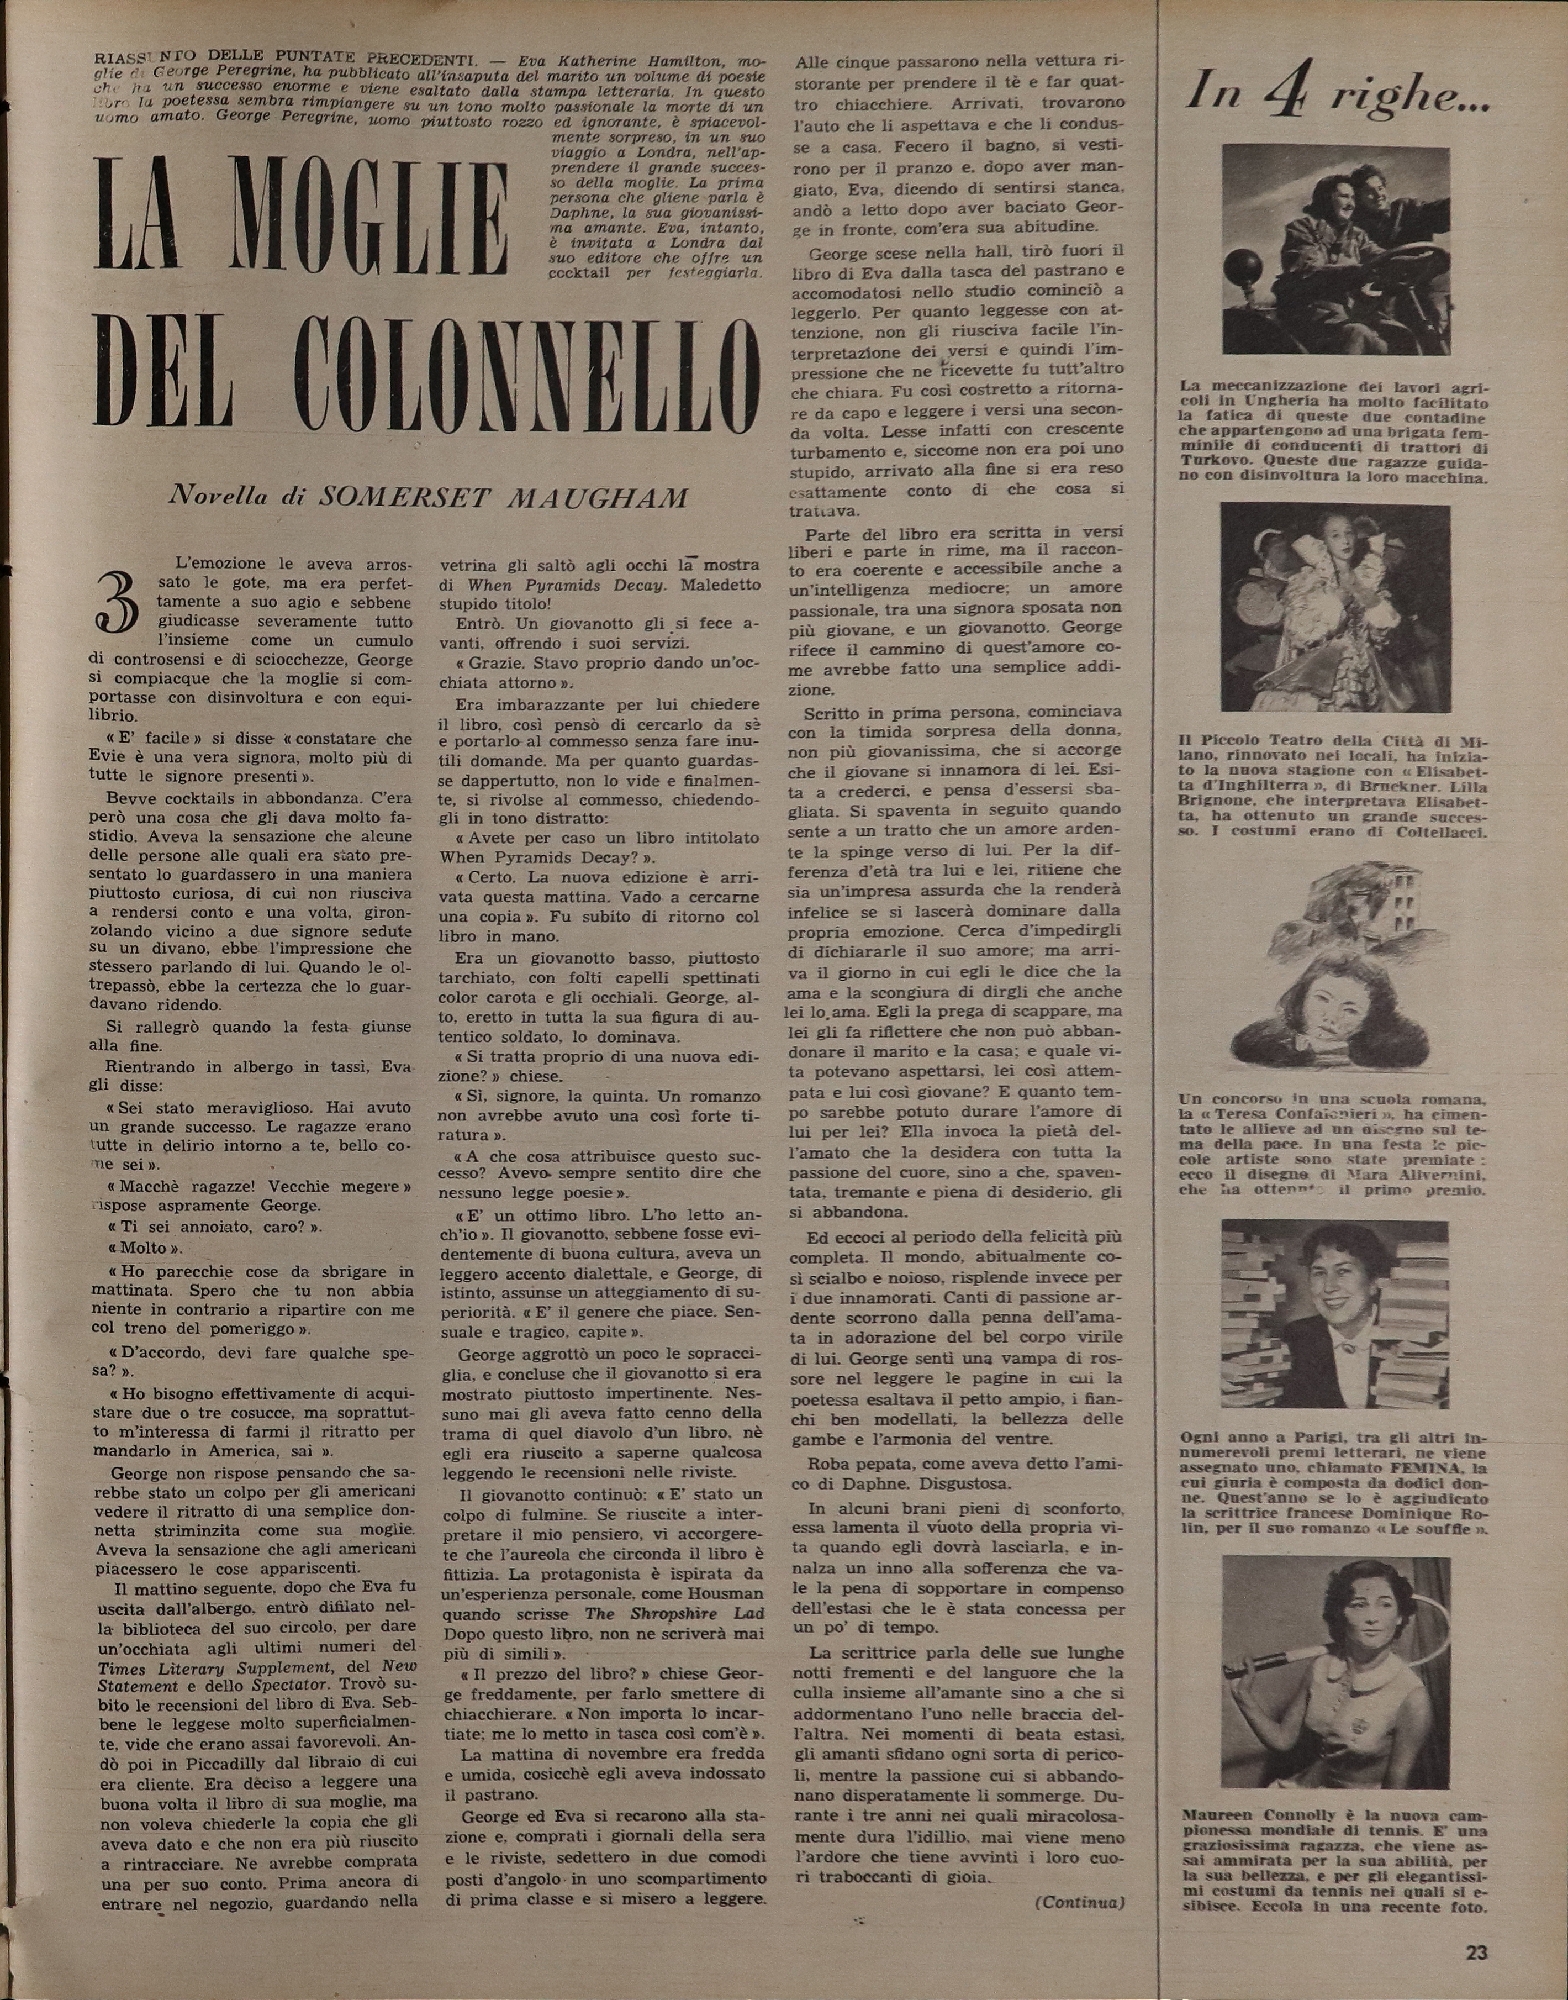 RIASSUNTO DELLE PUNTATE PRECEDENTI. — Eva Katherine Hamilton, mo-
glie di George Peregrine, ha pubblicato all'insaputa del marito un volume di poesie
che ha un successo enorme e viene esaltato dalla stampa letteraria. In questo
libro la poetessa sembra rimpiangere su un tono molto passionale la morte di un
uomo amato. George Peregrine, uomo piuttosto rozzo ed ignorante, è spiacevol-
mente sorpreso, in un suo
viaggio a Londra, nell'ap-
prendere il grande succes-
so della moglie. La prima
persona che gliene parla è
Daphne, la sua giovanissi-
ma amante. Eva, intanto,
è invitata a Londra dal
suo editore che offre un
cocktail per festeggiarla.
LA MOGLIE
DEL COLONNELLO
Novella di SOMERSET MAUGHAM
3
L'emozione le aveva arros-
sato le gote, ma era perfet-
tamente a suo agio e sebbene
giudicasse severamente tutto
l'insieme come un cumulo
di controsensi e di sciocchezze, George
si compiacque che la moglie si com-
portasse con disinvoltura e con equi-
librio.
« E' facile » si disse « constatare che
Evie è una vera signora, molto più di
tutte le signore presenti ».
Bevve cocktails in abbondanza. C'era
però una cosa che gli dava molto fa-
stidio. Aveva la sensazione che alcune
delle persone alle quali era stato pre-
sentato lo guardassero in una maniera
piuttosto curiosa, di cui non riusciva
a rendersi conto e una volta, giron-
zolando vicino a due signore sedute
su un divano, ebbe l'impressione che
stessero parlando di lui. Quando le ol-
trepassò, ebbe la certezza che lo guar-
davano ridendo.
Si rallegrò quando la festa giunse
alla fine.
Rientrando in albergo in tassì, Eva
gli disse:
« Sei stato meraviglioso. Hai avuto
un grande successo. Le ragazze erano
tutte in delirio intorno a te, bello co-
me sei ».
« Macchè ragazze! Vecchie megere »
rispose aspramente George.
« Ti sei annoiato, caro? ».
« Molto ».
« Ho parecchie cose da sbrigare in
mattinata. Spero che tu non abbia
niente in contrario a ripartire con me
col treno del pomeriggo ».
« D'accordo, devi fare qualche spe-
sa? ».
« Ho bisogno effettivamente di acqui-
stare due o tre cosucce, ma soprattut-
to m'interessa di farmi il ritratto per
mandarlo in America, sai ».
George non rispose pensando che sa-
rebbe stato un colpo per gli americani
vedere il ritratto di una semplice don-
netta striminzita come sua moglie.
Aveva la sensazione che agli americani
piacessero le cose appariscenti.
Il mattino seguente, dopo che Eva fu
uscita dall'albergo, entrò difilato nel-
la biblioteca del suo circolo, per dare
un'occhiata agli ultimi numeri del
Times Literary Supplement, del New
Statement e dello Spectator. Trovò su-
bito le recensioni del libro di Eva. Seb-
bene le leggese molto superficialmen-
te, vide che erano assai favorevoli. An-
dò poi in Piccadilly dal libraio di cui
era cliente. Era deciso a leggere una
buona volta il libro di sua moglie, ma
non voleva chiederle la copia che gli
aveva dato e che non era più riuscito
a rintracciare. Ne avrebbe comprata
una per suo conto. Prima ancora di
entrare nel negozio, guardando nella
vetrina gli saltò agli occhi la mostra
di When Pyramids Decay. Maledetto
stupido titolo!
Entrò. Un giovanotto gli si fece a-
vanti, offrendo i suoi servizi.
« Grazie. Stavo proprio dando un'oc-
chiata attorno ».
Era imbarazzante per lui chiedere
il libro, così pensò di cercarlo da sè
e portarlo al commesso senza fare inu-
tili domande. Ma per quanto guardas-
se dappertutto, non lo vide e finalmen-
te, si rivolse al commesso, chiedendo-
gli in tono distratto:
« Avete per caso un libro intitolato
When Pyramids Decay? ».
« Certo. La nuova edizione è arri-
vata questa mattina. Vado a cercarne
una copia ». Fu subito di ritorno col
libro in mano.
Era un giovanotto basso, piuttosto
tarchiato, con folti capelli spettinati
color carota e gli occhiali. George, al-
to, eretto in tutta la sua figura di au-
tentico soldato, lo dominava.
« Si tratta proprio di una nuova edi-
zione? » chiese.
« Sì, signore, la quinta. Un romanzo
non avrebbe avuto una così forte ti-
ratura ».
« A che cosa attribuisce questo suc-
cesso? Avevo sempre sentito dire che
nessuno legge poesie ».
« E' un ottimo libro. L'ho letto an-
ch'io ». Il giovanotto, sebbene fosse evi-
dentemente di buona cultura, aveva un
leggero accento dialettale, e George, di
istinto, assunse un atteggiamento di su-
periorità. « E' il genere che piace. Sen-
suale e tragico, capite ».
George aggrottò un poco le sopracci-
glia, e concluse che il giovanotto si era
mostrato piuttosto impertinente. Nes-
suno mai gli aveva fatto cenno della
trama di quel diavolo d'un libro, nè
egli era riuscito a saperne qualcosa
leggendo le recensioni nelle riviste.
Il giovanotto continuò: « E' stato un
colpo di fulmine. Se riuscite a inter-
pretare il mio pensiero, vi accorgere-
te che l'aureola che circonda il libro è
fittizia. La protagonista è ispirata da
un'esperienza personale, come Housman
quando scrisse The Shropshire Lad
Dopo questo libro, non ne scriverà mai
più di simili ».
« Il prezzo del libro? » chiese Geor-
ge freddamente, per farlo smettere di
chiacchierare. « Non importa lo incar-
tiate; me lo metto in tasca così com'è ».
La mattina di novembre era fredda
e umida, cosicchè egli aveva indossato
il pastrano.
George ed Eva si recarono alla sta-
zione e, comprati i giornali della sera
e le riviste, sedettero in due comodi
posti d'angolo in uno scompartimento
di prima classe e si misero a leggere.
Alle cinque passarono nella vettura ri-
storante per prendere il tè e far quat-
tro chiacchiere. Arrivati, trovarono
l'auto che li aspettava e che li condus-
se a casa. Fecero il bagno, si vesti-
rono per il pranzo e, dopo aver man-
giato, Eva, dicendo di sentirsi stanca,
andò a letto dopo aver baciato Geor-
ge in fronte, com'era sua abitudine.
George scese nella hall, tirò fuori il
libro di Eva dalla tasca del pastrano e
accomodatosi nello studio cominciò a
leggerlo. Per quanto leggesse con at-
tenzione, non gli riusciva facile l'in-
terpretazione dei versi e quindi l'im-
pressione che ne ricevette fu tutt'altro
che chiara. Fu così costretto a ritorna-
re da capo e leggere i versi una secon-
da volta. Lesse infatti con crescente
turbamento e, siccome non era poi uno
stupido, arrivato alla fine si era reso
esattamente conto di che cosa si
trattava.
Parte del libro era scritta in versi
liberi e parte in rime, ma il raccon-
to era coerente e accessibile anche a
un'intelligenza mediocre; un amore
passionale, tra una signora sposata non
più giovane, e un giovanotto. George
rifece il cammino di quest'amore co-
me avrebbe fatto una semplice addi-
zione.
Scritto in prima persona, cominciava
con la timida sorpresa della donna,
non più giovanissima, che si accorge
che il giovane si innamora di lei. Esi-
ta a crederci, e pensa d'essersi sba-
gliata. Si spaventa in seguito quando
sente a un tratto che un amore arden-
te la spinge verso di lui. Per la dif-
ferenza d'età tra lui e lei, ritiene che
sia un'impresa assurda che la renderà
infelice se si lascerà dominare dalla
propria emozione. Cerca d'impedirgli
di dichiararle il suo amore; ma arri-
va il giorno in cui egli le dice che la
ama e la scongiura di dirgli che anche
lei lo ama. Egli la prega di scappare, ma
lei gli fa riflettere che non può abban-
donare il marito e la casa; e quale vi-
ta potevano aspettarsi, lei così attem-
pata e lui così giovane? E quanto tem-
po sarebbe potuto durare l'amore di
lui per lei? Ella invoca la pietà del-
l'amato che la desidera con tutta la
passione del cuore, sino a che, spaven-
tata, tremante e piena di desiderio, gli
si abbandona.
Ed eccoci al periodo della felicità più
completa. Il mondo, abitualmente co-
sì scialbo e noioso, risplende invece per
i due innamorati. Canti di passione ar-
dente scorrono dalla penna dell'ama-
ta in adorazione del bel corpo virile
di lui. George sentì una vampa di ros-
sore nel leggere le pagine in cui la
poetessa esaltava il petto ampio, i fian-
chi ben modellati, la bellezza delle
gambe e l'armonia del ventre.
Roba pepata, come aveva detto l'ami-
co di Daphne. Disgustosa.
In alcuni brani pieni di sconforto,
essa lamenta il vuoto della propria vi-
ta quando egli dovrà lasciarla, e in-
nalza un inno alla sofferenza che va-
le la pena di sopportare in compenso
dell'estasi che le è stata concessa per
un po' di tempo.
La scrittrice parla delle sue lunghe
notti frementi e del languore che la
culla insieme all'amante sino a che si
addormentano l'uno nelle braccia del-
l'altra. Nei momenti di beata estasi,
gli amanti sfidano ogni sorta di perico-
li, mentre la passione cui si abbando-
nano disperatamente li sommerge. Du-
rante i tre anni nei quali miracolosa-
mente dura l'idillio, mai viene meno
l'ardore che tiene avvinti i loro cuo-
ri traboccanti di gioia.
(Continua)
In 4 righe...
La meccanizzazione dei lavori agri-
coli in Ungheria ha molto facilitato
la fatica di queste due contadine
che appartengono ad una brigata fem-
minile di conducenti di trattori di
Turkovo. Queste due ragazze guida-
no con disinvoltura la loro macchina.
Il Piccolo Teatro della Città di Mi-
lano, rinnovato nei locali, ha inizia-
to la nuova stagione con « Elisabet-
ta d'Inghilterra », di Bruckner. Lilla
Brignone, che interpretava Elisabet-
ta, ha ottenuto un grande succes-
so. I costumi erano di Coltellacci.
Un concorso in una scuola romana,
la « Teresa Confalonieri », ha cimen-
tato le allieve ad un disegno sul te-
ma della pace. In una festa le pic-
cole artiste sono state premiate:
ecco il disegno di Mara Alivernini,
che ha ottenuto il primo premio.
Ogni anno a Parigi, tra gli altri in-
numerevoli premi letterari, ne viene
assegnato uno, chiamato FEMINA, la
cui giuria è composta da dodici don-
ne. Quest'anno se lo è aggiudicato
la scrittrice francese Dominique Ro-
lin, per il suo romanzo « Le souffle ».
Maureen Connolly è la nuova cam-
pionessa mondiale di tennis. E' una
graziosissima ragazza, che viene as-
sai ammirata per la sua abilità, per
la sua bellezza, e per gli elegantissi-
mi costumi da tennis nei quali si e-
sibisce. Eccola in una recente foto.
23